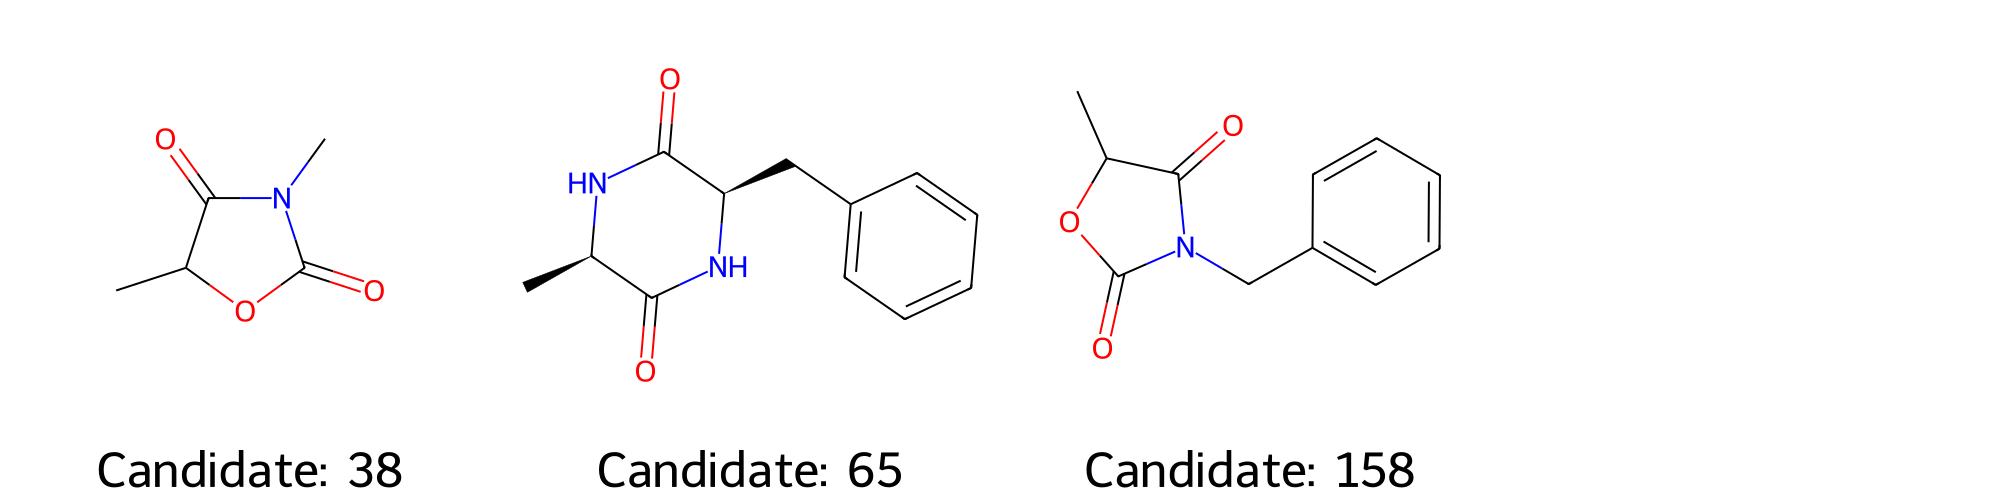 O
O
N
O
O
HN
NH
O
O
O
O
N
O
Candidate: 38
Candidate: 65
Candidate: 158